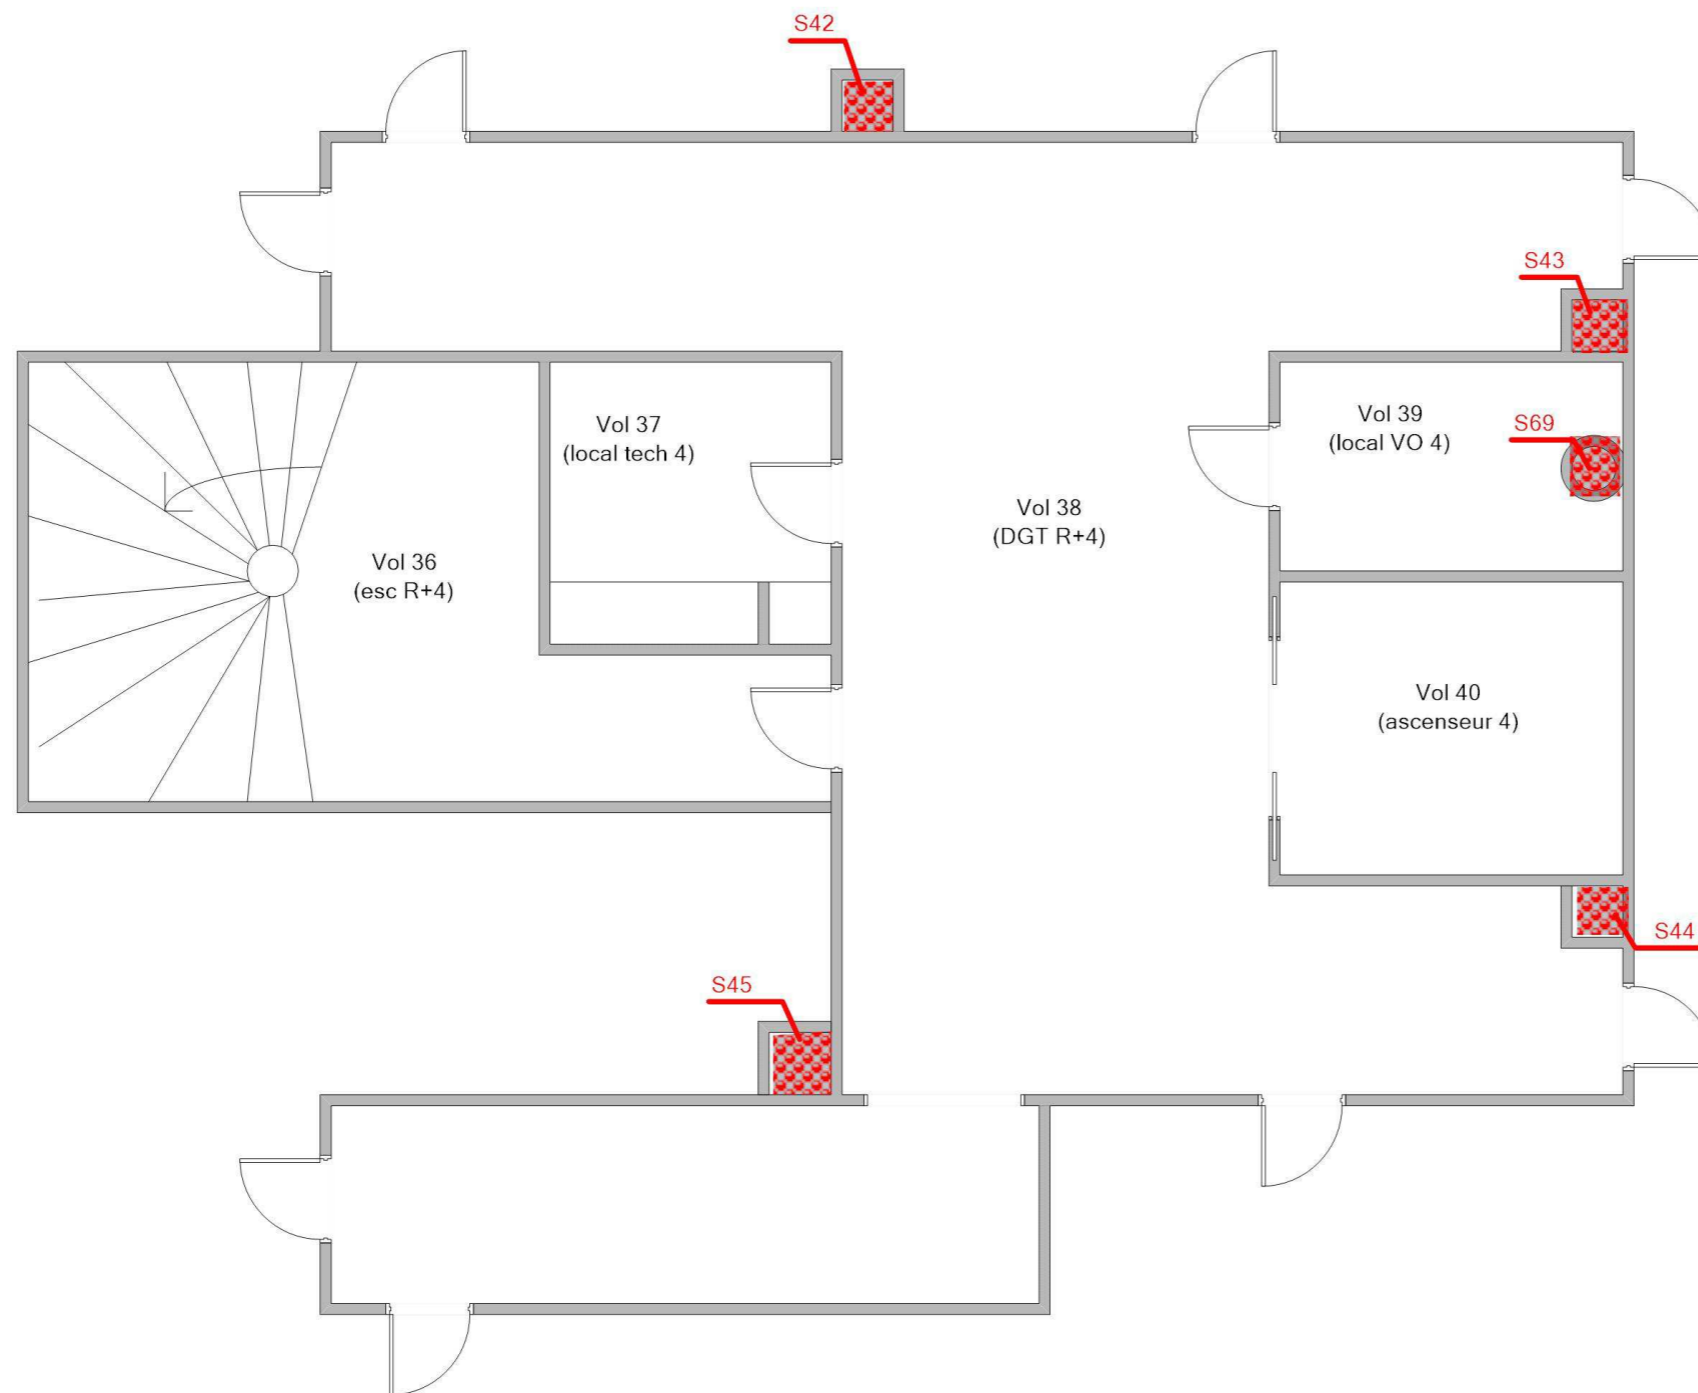 S42
S43
Vol 37
(local tech 4)
Vol 39
(local VO 4)
S69
Vol 38
(DGT R+4)
Vol 36
(esc R+4)
Vol 40
(ascenseur 4)
S44
S45